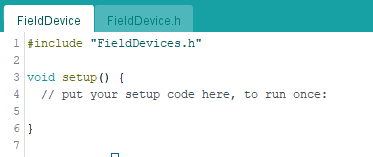 FieldDevice FieldDevice.h
1 #include "FieldDevices.h"
2
3 void setup() {
4 // put your setup code here, to run once:
5
6 }
7